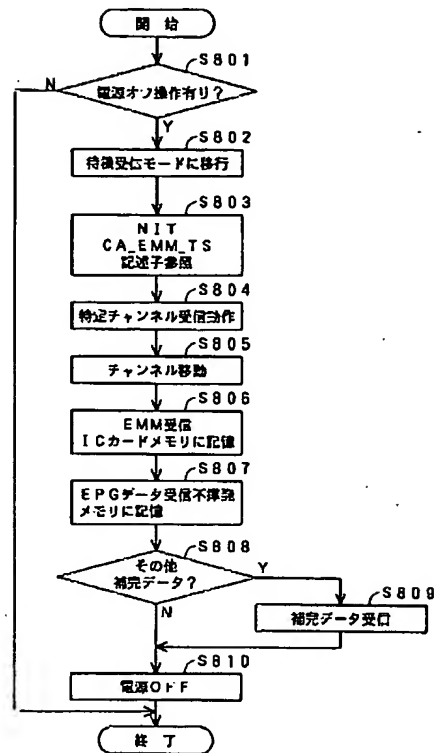 開 始
S801
N
電源オフ操作有り?
Y
S802
待機受信モードに移行
S803
NIT
CA_EMM_TS
記述子参照
S804
特定チャンネル受信動作
S805
チャンネル移動
S806
EMM受信
ICカードメモリに記憶
S807
EPGデータ受信不揮発
メモリに記憶
S808
その他
補完データ?
Y
N
S809
補完データ受信
S810
電源OFF
終 了